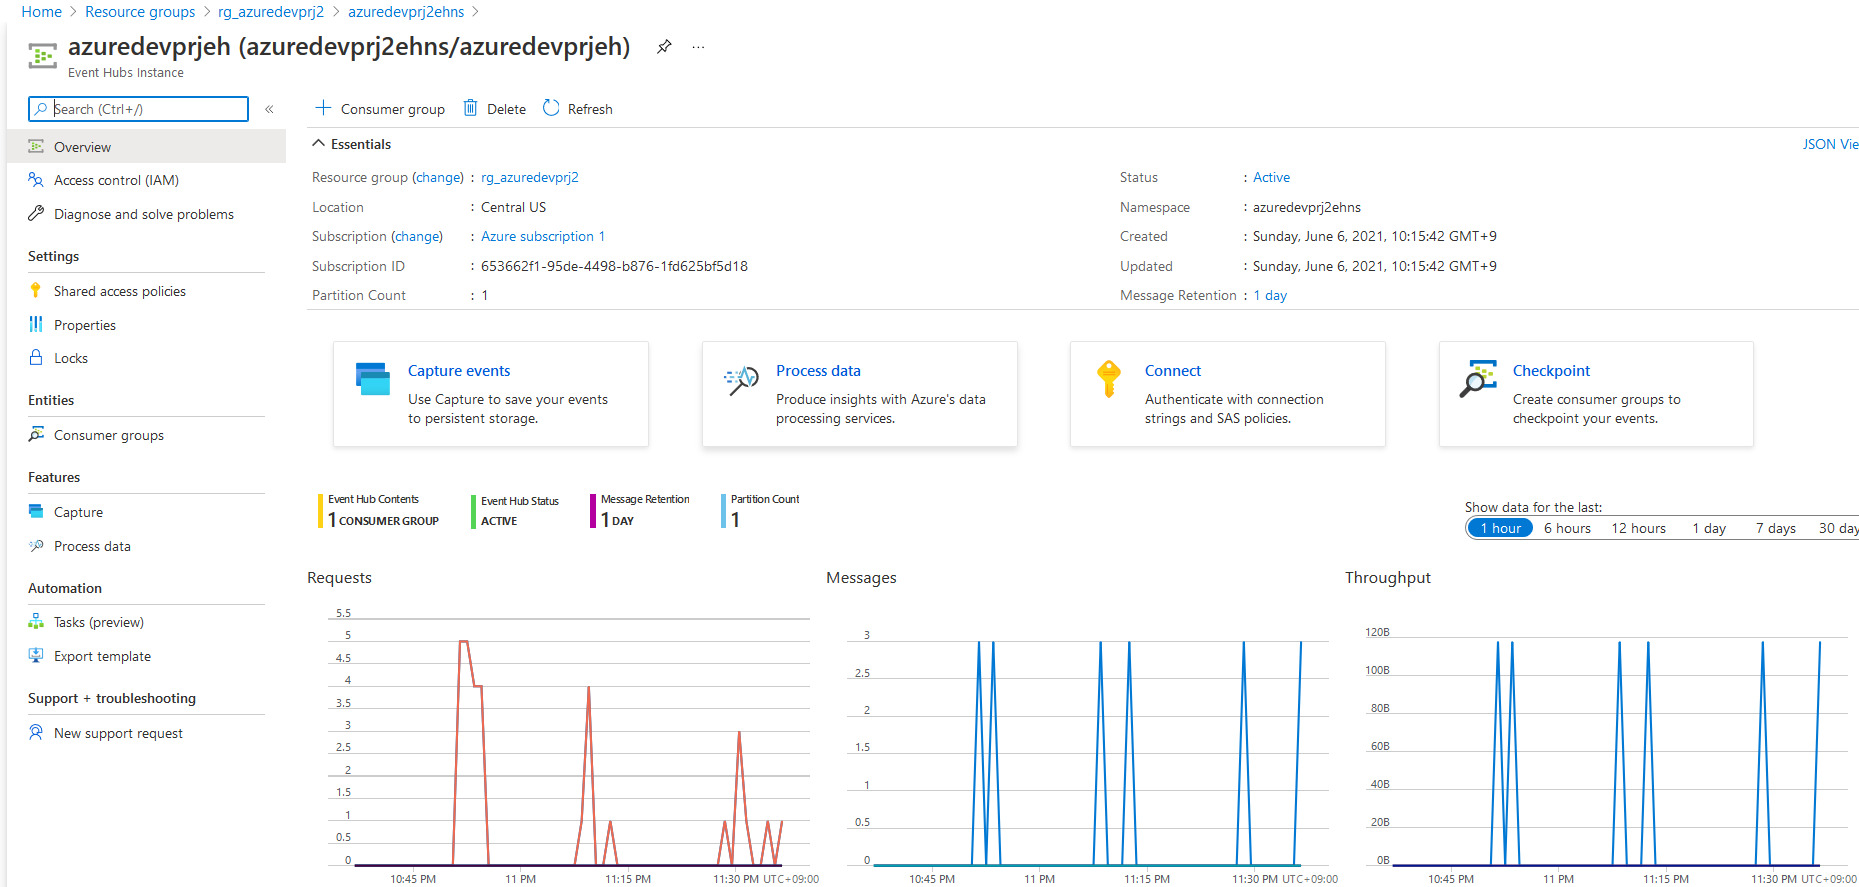 Home > Resource groups > rg_azuredevprj2 > azuredevprj2ehns >
azuredevprjeh (azuredevprj2ehns/azuredevprjeh) ...
Event Hubs Instance
Search (Ctrl+/) «
Overview
Access control (IAM)
Diagnose and solve problems
Settings
Shared access policies
Properties
Locks
Entities
Consumer groups
Features
Capture
Process data
Automation
Tasks (preview)
Export template
Support + troubleshooting
New support request
+ Consumer group Delete Refresh
Essentials JSON Vie
Resource group (change) : rg_azuredevprj2
Location : Central US
Subscription (change) : Azure subscription 1
Subscription ID : 653662f1-95de-4498-b876-1fd625bf5d18
Partition Count : 1
Status : Active
Namespace : azuredevprj2ehns
Created : Sunday, June 6, 2021, 10:15:42 GMT+9
Updated : Sunday, June 6, 2021, 10:15:42 GMT+9
Message Retention : 1 day
Capture events
Use Capture to save your events
to persistent storage.
Process data
Produce insights with Azure's data
processing services.
Connect
Authenticate with connection
strings and SAS policies.
Checkpoint
Create consumer groups to
checkpoint your events.
Event Hub Contents
1 CONSUMER GROUP
Event Hub Status
ACTIVE
Message Retention
1 DAY
Partition Count
1
Show data for the last:
1 hour 6 hours 12 hours 1 day 7 days 30 day
Requests
5.5
5
4.5
4
3.5
3
2.5
2
1.5
1
0.5
0
10:45 PM 11 PM 11:15 PM 11:30 PM UTC+09:00
Messages
3
2.5
2
1.5
1
0.5
0
10:45 PM 11 PM 11:15 PM 11:30 PM UTC+09:00
Throughput
120B
100B
80B
60B
40B
20B
0B
10:45 PM 11 PM 11:15 PM 11:30 PM UTC+09:00